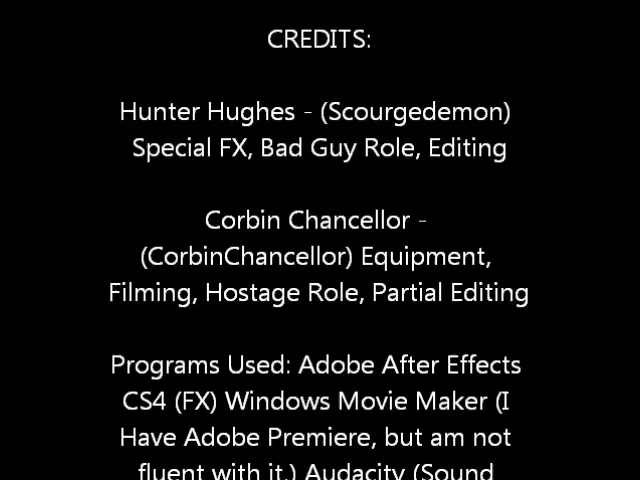 CREDITS:
Hunter Hughes - (Scourgedemon)
Special FX, Bad Guy Role, Editing
Corbin Chancellor -
(CorbinChancellor) Equipment,
Filming, Hostage Role, Partial Editing
Programs Used: Adobe After Effects
CS4 (FX) Windows Movie Maker (I
Have Adobe Premiere, but am not
fluent with it.) Audacity (Sound